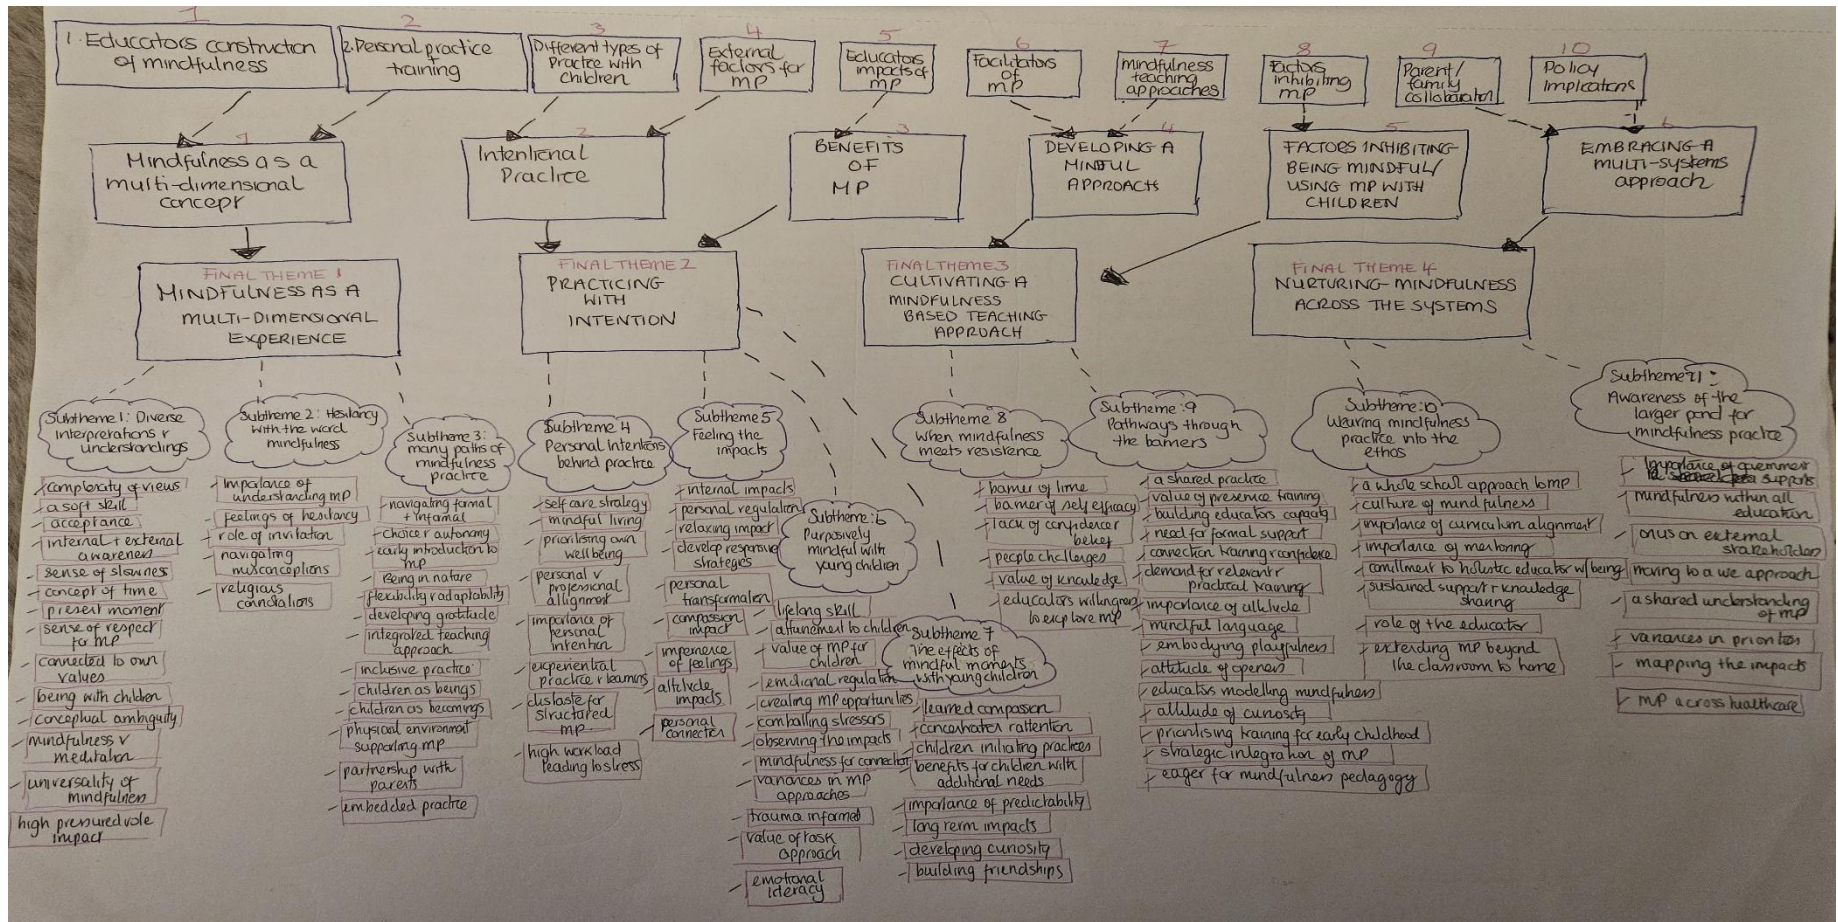 1
1. Educators construction
of mindfulness
2
2. Personal practice
+
training
3
Different types of
Practice with
children
4
External
factors for
MP
5
Educators
impacts of
MP
6
Facilitators
of
MP
7
mindfulness
teaching
approaches
8
Factors
inhibiting
MP
9
Parent/
family
collaboration
10
Policy
Implications
1
Mindfulness as a
multi-dimensional
concept
2
Intentional
Practice
3
BENEFITS
OF
MP
4
DEVELOPING A
MINDFUL
APPROACH
5
FACTORS INHIBITING
BEING MINDFUL/
USING MP WITH
CHILDREN
6
EMBRACING A
MULTI-SYSTEMS
approach
FINAL THEME 1
MINDFULNESS AS A
MULTI-DIMENSIONAL
EXPERIENCE
FINAL THEME 2
PRACTICING
WITH
INTENTION
FINAL THEME 3
CULTIVATING A
MINDFULNESS
BASED TEACHING
APPROACH
FINAL THEME 4
NURTURING-MINDFULNESS
ACROSS THE SYSTEMS
Subtheme 1: Diverse
interpretations +
understandings
complexity of views
a soft skill
acceptance
internal + external
awareness
sense of slowness
concept of time
present moment
sense of respect
for MP
connected to own
values
being with children
conceptual ambiguity
mindfulness v
meditation
universality of
mindfulness
high pressured role
impact
Subtheme 2: Hesitancy
with the word
mindfulness
importance of
understanding MP
feelings of hesitancy
role of invitation
navigating
misconceptions
religious
connotations
Subtheme 3:
many paths of
mindfulness
practice
navigating formal
+ informal
choice + autonomy
early introduction to
MP
Being in nature
flexibility + adaptability
developing gratitude
integrated teaching
approach
inclusive practice
children as beings
children as becomings
physical environment
supporting MP
partnership with
parents
embedded practice
Subtheme 4
Personal intentions
behind practice
self care strategy
mindful living
prioritising own
wellbeing
personal v
professional
allignment
importance of
personal
intention
experiential
practice + learning
distaste for
structured
MP
high workload
leading to stress
Subtheme 5
Feeling the
impacts
internal impacts
personal regulation
relaxing impact
develop responsive
strategies
personal
transformation
compassion
impact
impermence
of feelings
attitude
impacts
personal
connection
Subtheme: 6
Purposively
mindful with
young children
lifelong skill
attunement to children
value of MP for
children
emotional regulation
creating MP opportunities
combatting stressors
observing the impacts
mindfulness for connection
variances in MP
approaches
trauma informed
value of task
approach
emotional
literacy
Subtheme 7
The effects of
mindful moments
with young children
learned compassion
concentration + attention
children initiating practices
benefits for children with
additional needs
importance of predictability
long term impacts
developing curiosity
building friendships
Subtheme 8
When mindfulness
meets resistence
barrier of time
barrier of self efficacy
lack of confidence +
belief
people challenges
value of knowledge
educators willingness
to explore MP
Subtheme: 9
Pathways through
the barriers
a shared practice
value of presence training
building educators capacity
need for formal support
connection training + confidence
demand for relevant +
practical training
importance of attitude
mindful language
embodying playfulness
attitude of openess
educators modelling mindfulness
attitude of curiosity
prioritising training for early childhood
strategic integration of MP
eager for mindfulness pedagogy
Subtheme: 10
Weaving mindfulness
practice into the
ethos
a whole school approach to MP
culture of mindfulness
importance of curriculum alignment
importance of mentoring
commitment to holistic educator w/being
sustained support + knowledge
sharing
role of the educator
extending MP beyond
the classroom to home
Subtheme 11:
Awareness of the
larger pond for
mindfulness practice
Importance of government
supports
mindfulness within all
education
onus on external
stakeholders
moving to a we approach
a shared understanding
of MP
variances in priorities
mapping the impacts
MP across healthcare